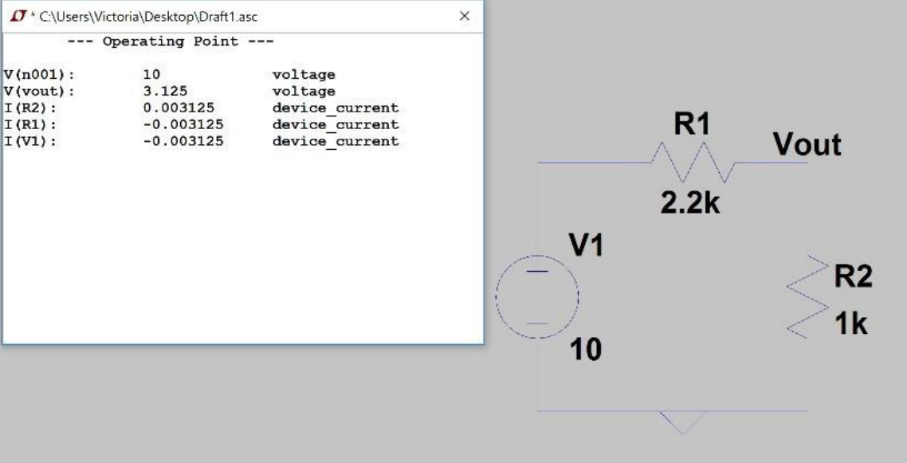 * C:\Users\Victoria\Desktop\Draft1.asc
--- Operating Point ---
V(n001): 10 voltage
V(vout): 3.125 voltage
I(R2): 0.003125 device_current
I(R1): -0.003125 device_current
I(V1): -0.003125 device_current
R1
Vout
2.2k
V1
R2
1k
10